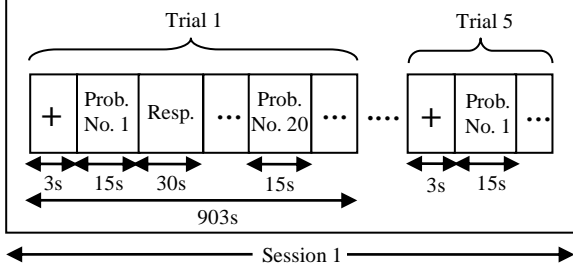 Trial 1
Trial 5
+
Prob. No. 1
Resp.
...
Prob. No. 20
...
....
+
Prob. No. 1
...
3s
15s
30s
15s
3s
15s
903s
Session 1